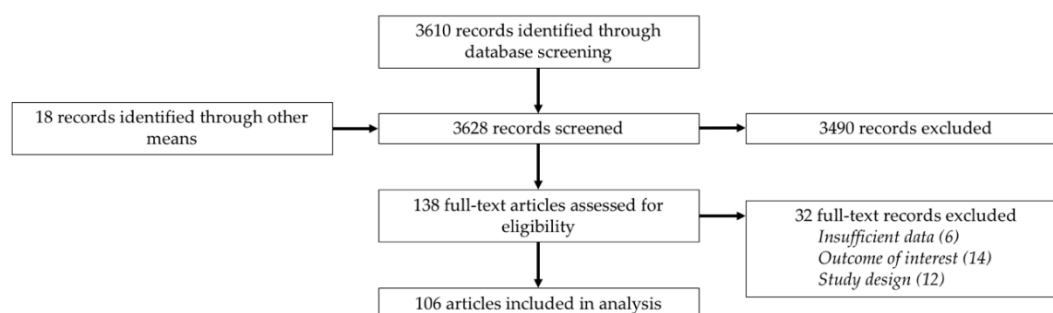 3610 records identified through
database screening
18 records identified through other
means
3628 records screened
3490 records excluded
138 full-text articles assessed for
eligibility
32 full-text records excluded
Insufficient data (6)
Outcome of interest (14)
Study design (12)
106 articles included in analysis